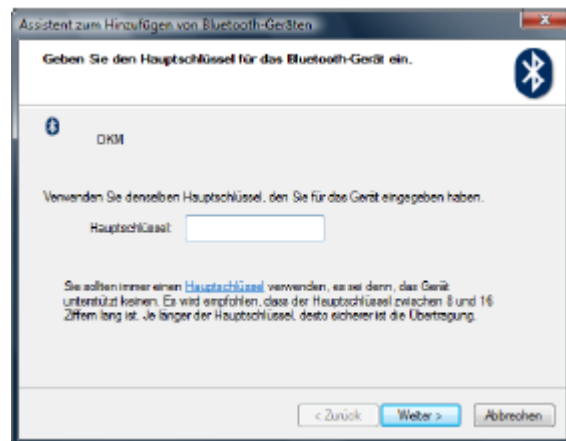 Assistent zum Hinzufügen von Bluetooth-Geräten
Geben Sie den Hauptschlüssel für das Bluetooth-Gerät ein.
OKM
Verwenden Sie denselben Hauptschlüssel, den Sie für das Gerät eingegeben haben.
Hauptschlüssel:
Sie sollten immer einen Hauptschlüssel verwenden, es sei denn, das Gerät
unterstützt keinen. Es wird empfohlen, dass der Hauptschlüssel zwischen 8 und 16
Ziffern lang ist. Je länger der Hauptschlüssel, desto sicherer ist die Übertragung.
< Zurück
Weiter >
Abbrechen